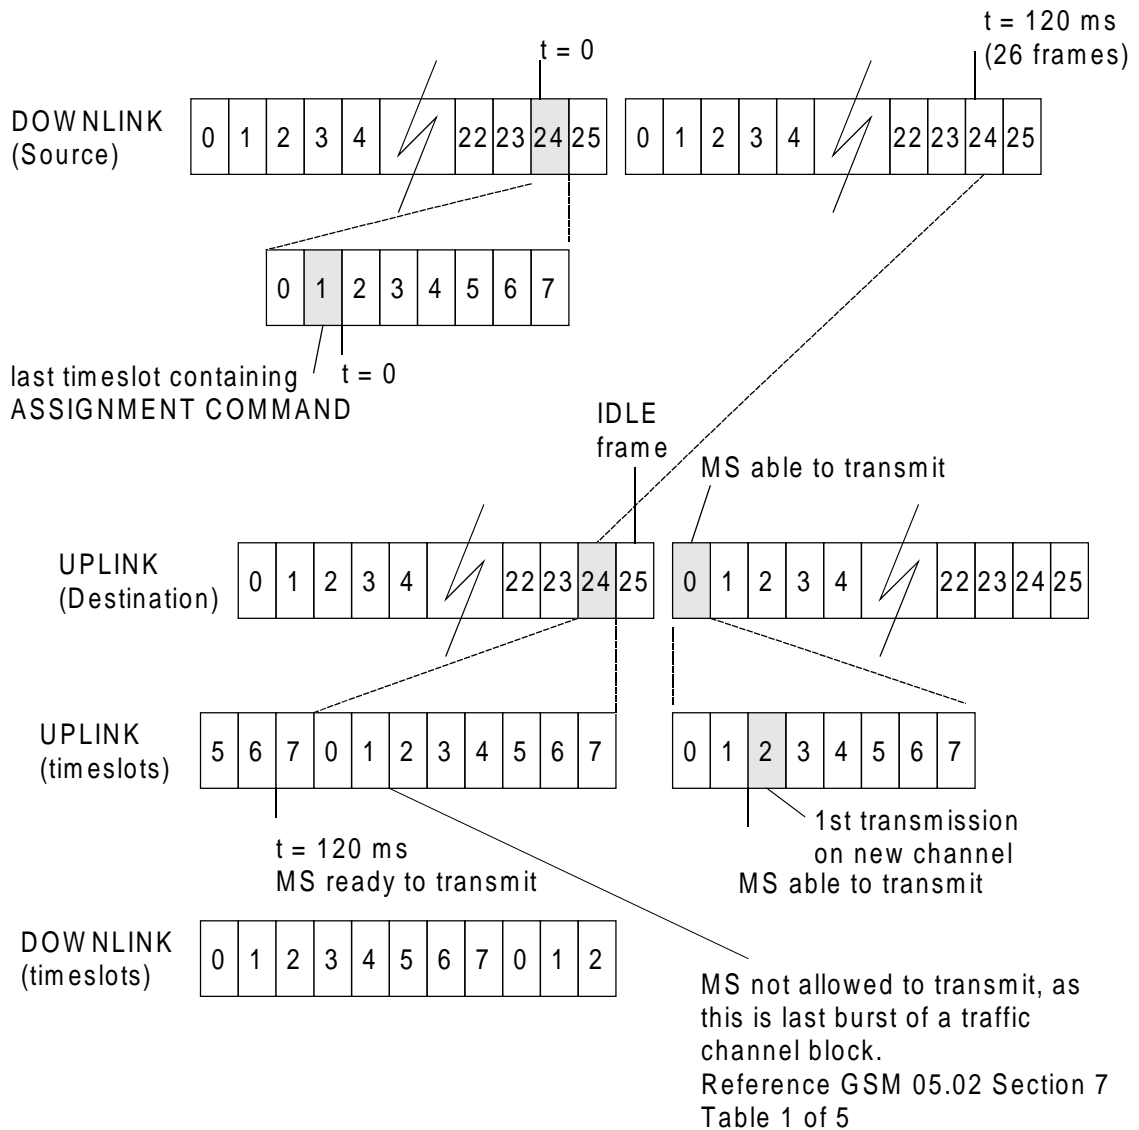 t = 120 ms
(26 frames)
t = 0
DOWNLINK
(Source)
0 1 2 3 4 22 23 24 25 0 1 2 3 4 22 23 24 25
0 1 2 3 4 5 6 7
last timeslot containing
ASSIGNMENT COMMAND
t = 0
IDLE
frame
MS able to transmit
UPLINK
(Destination)
0 1 2 3 4 22 23 24 25 0 1 2 3 4 22 23 24 25
UPLINK
(timeslots)
5 6 7 0 1 2 3 4 5 6 7 0 1 2 3 4 5 6 7
t = 120 ms
MS ready to transmit
1st transmission
on new channel
MS able to transmit
DOWNLINK
(timeslots)
0 1 2 3 4 5 6 7 0 1 2
MS not allowed to transmit, as
this is last burst of a traffic
channel block.
Reference GSM 05.02 Section 7
Table 1 of 5